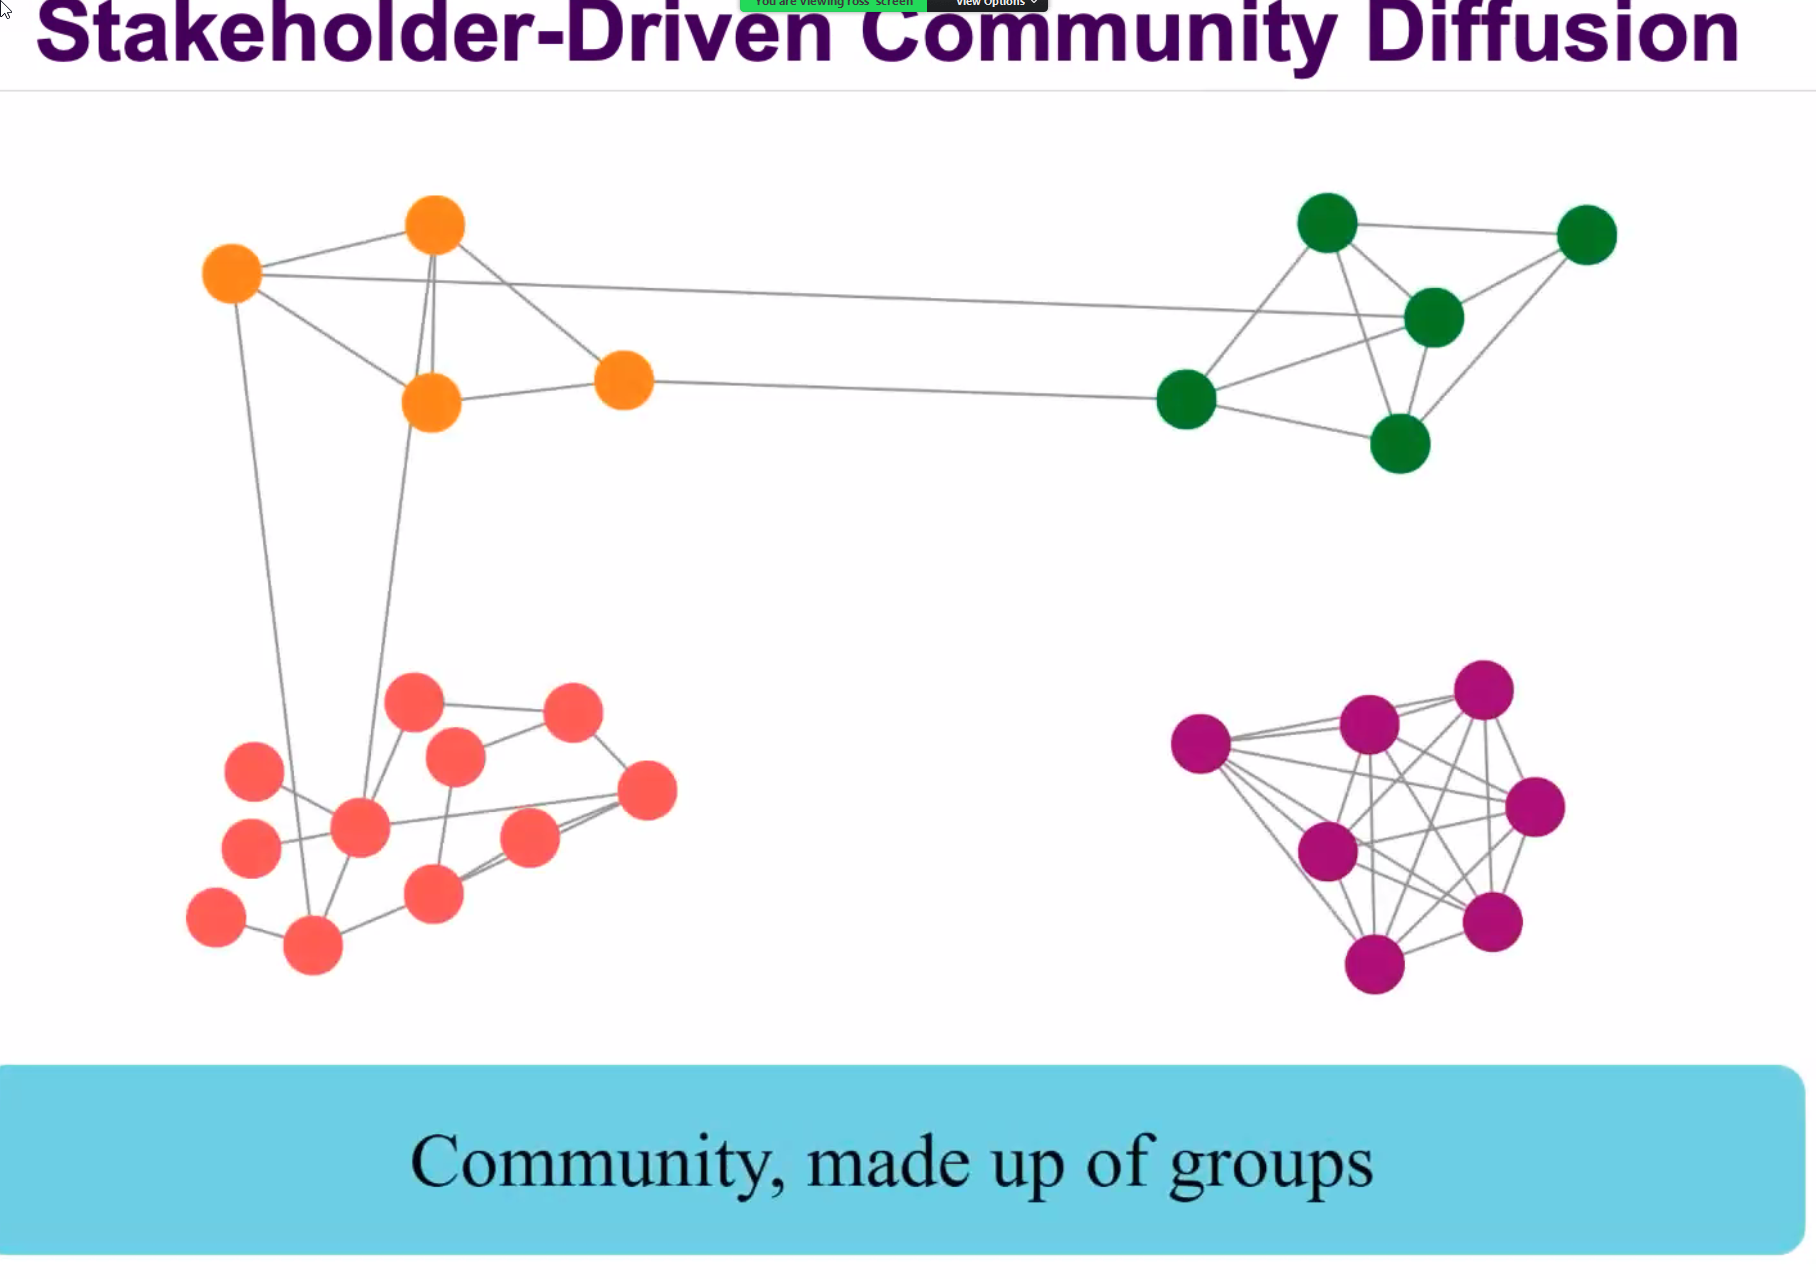 You are viewing ross' screen View Options
Stakeholder-Driven Community Diffusion
Community, made up of groups